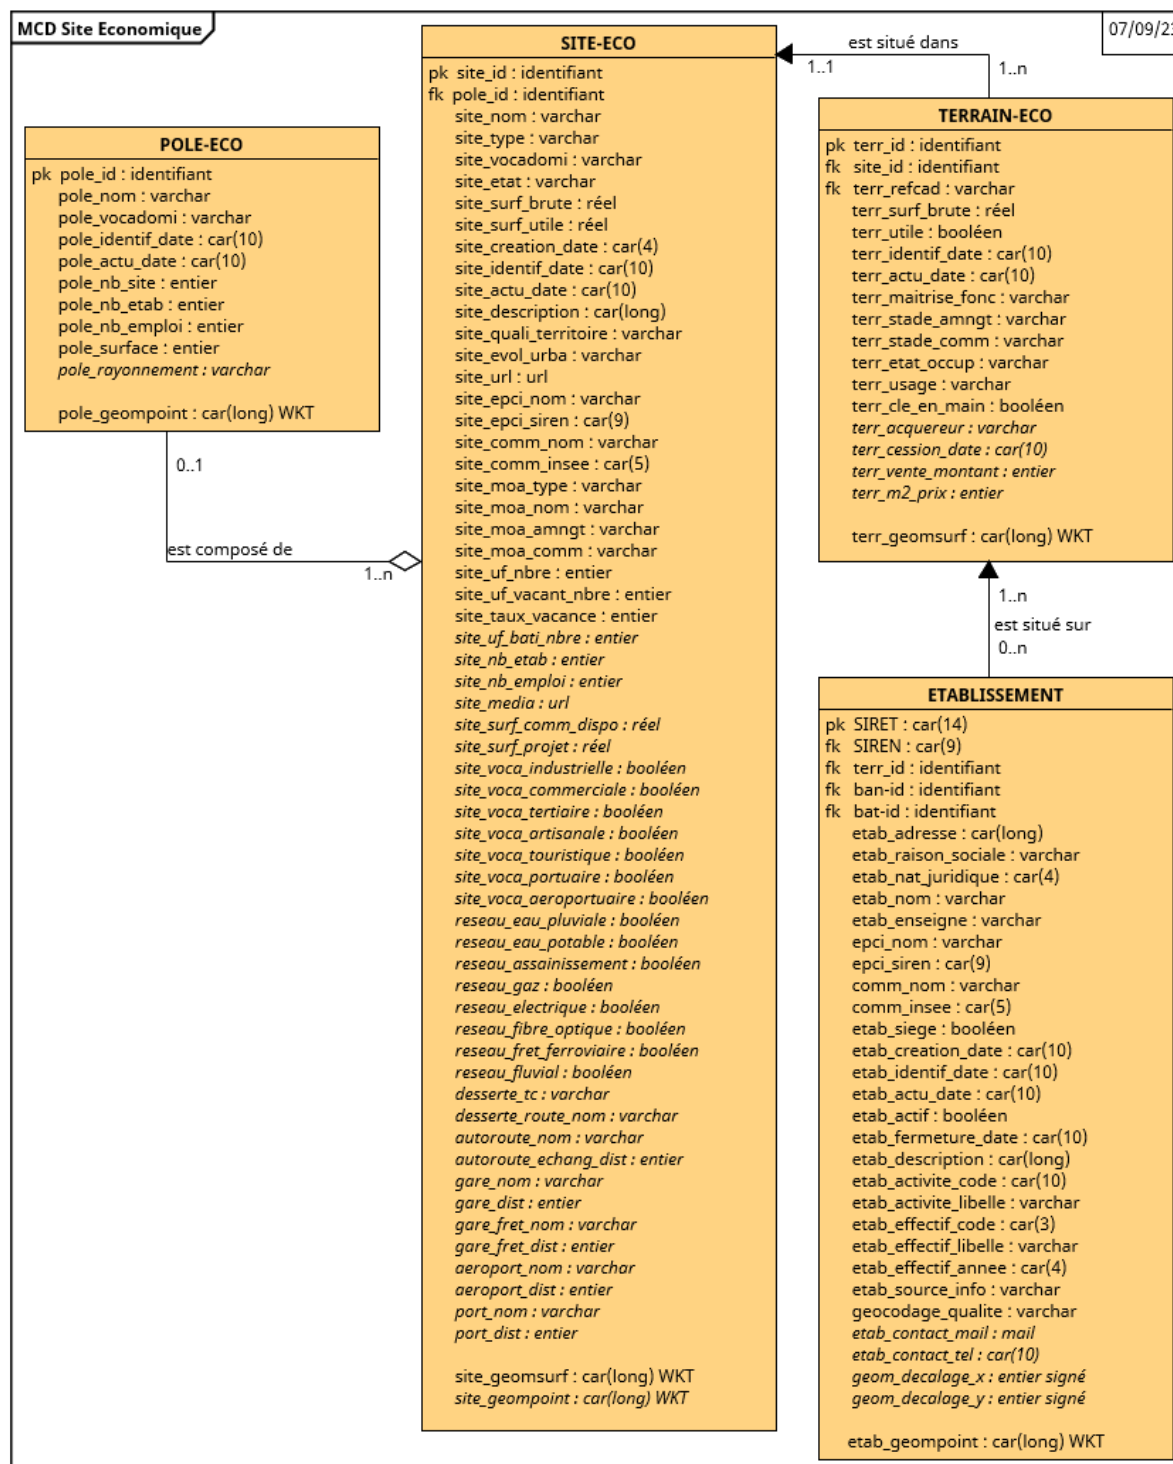 MCD Site Economique
07/09/21
POLE-ECO
pk pole_id : identifiant
pole_nom : varchar
pole_vocadomi : varchar
pole_identif_date : car(10)
pole_actu_date : car(10)
pole_nb_site : entier
pole_nb_etab : entier
pole_nb_emploi : entier
pole_surface : entier
pole_rayonnement : varchar
pole_geompoint : car(long) WKT
0..1
est composé de
1..n
SITE-ECO
pk site_id : identifiant
fk pole_id : identifiant
site_nom : varchar
site_type : varchar
site_vocadomi : varchar
site_etat : varchar
site_surf_brute : réel
site_surf_utile : réel
site_creation_date : car(4)
site_identif_date : car(10)
site_actu_date : car(10)
site_description : car(long)
site_quali_territoire : varchar
site_evol_urba : varchar
site_url : url
site_epci_nom : varchar
site_epci_siren : car(9)
site_comm_nom : varchar
site_comm_insee : car(5)
site_moa_type : varchar
site_moa_nom : varchar
site_moa_amngt : varchar
site_moa_comm : varchar
site_uf_nbre : entier
site_uf_vacant_nbre : entier
site_taux_vacance : entier
site_uf_bati_nbre : entier
site_nb_etab : entier
site_nb_emploi : entier
site_media : url
site_surf_comm_dispo : réel
site_surf_projet : réel
site_voca_industrielle : booléen
site_voca_commerciale : booléen
site_voca_tertiaire : booléen
site_voca_artisanale : booléen
site_voca_touristique : booléen
site_voca_portuaire : booléen
site_voca_aeroportuaire : booléen
reseau_eau_pluviale : booléen
reseau_eau_potable : booléen
reseau_assainissement : booléen
reseau_gaz : booléen
reseau_electrique : booléen
reseau_fibre_optique : booléen
reseau_fret_ferroviaire : booléen
reseau_fluvial : booléen
desserte_tc : varchar
desserte_route_nom : varchar
autoroute_nom : varchar
autoroute_echang_dist : entier
gare_nom : varchar
gare_dist : entier
gare_fret_nom : varchar
gare_fret_dist : entier
aeroport_nom : varchar
aeroport_dist : entier
port_nom : varchar
port_dist : entier
site_geomsurf : car(long) WKT
site_geompoint : car(long) WKT
est situé dans
1..1
1..n
TERRAIN-ECO
pk terr_id : identifiant
fk site_id : identifiant
fk terr_refcad : varchar
terr_surf_brute : réel
terr_utile : booléen
terr_identif_date : car(10)
terr_actu_date : car(10)
terr_maitrise_fonc : varchar
terr_stade_amngt : varchar
terr_stade_comm : varchar
terr_etat_occup : varchar
terr_usage : varchar
terr_cle_en_main : booléen
terr_acquereur : varchar
terr_cession_date : car(10)
terr_vente_montant : entier
terr_m2_prix : entier
terr_geomsurf : car(long) WKT
1..n
est situé sur
0..n
ETABLISSEMENT
pk SIRET : car(14)
fk SIREN : car(9)
fk terr_id : identifiant
fk ban-id : identifiant
fk bat-id : identifiant
etab_adresse : car(long)
etab_raison_sociale : varchar
etab_nat_juridique : car(4)
etab_nom : varchar
etab_enseigne : varchar
epci_nom : varchar
epci_siren : car(9)
comm_nom : varchar
comm_insee : car(5)
etab_siege : booléen
etab_creation_date : car(10)
etab_identif_date : car(10)
etab_actu_date : car(10)
etab_actif : booléen
etab_fermeture_date : car(10)
etab_description : car(long)
etab_activite_code : car(10)
etab_activite_libelle : varchar
etab_effectif_code : car(3)
etab_effectif_libelle : varchar
etab_effectif_annee : car(4)
etab_source_info : varchar
geocodage_qualite : varchar
etab_contact_mail : mail
etab_contact_tel : car(10)
geom_decalage_x : entier signé
geom_decalage_y : entier signé
etab_geompoint : car(long) WKT